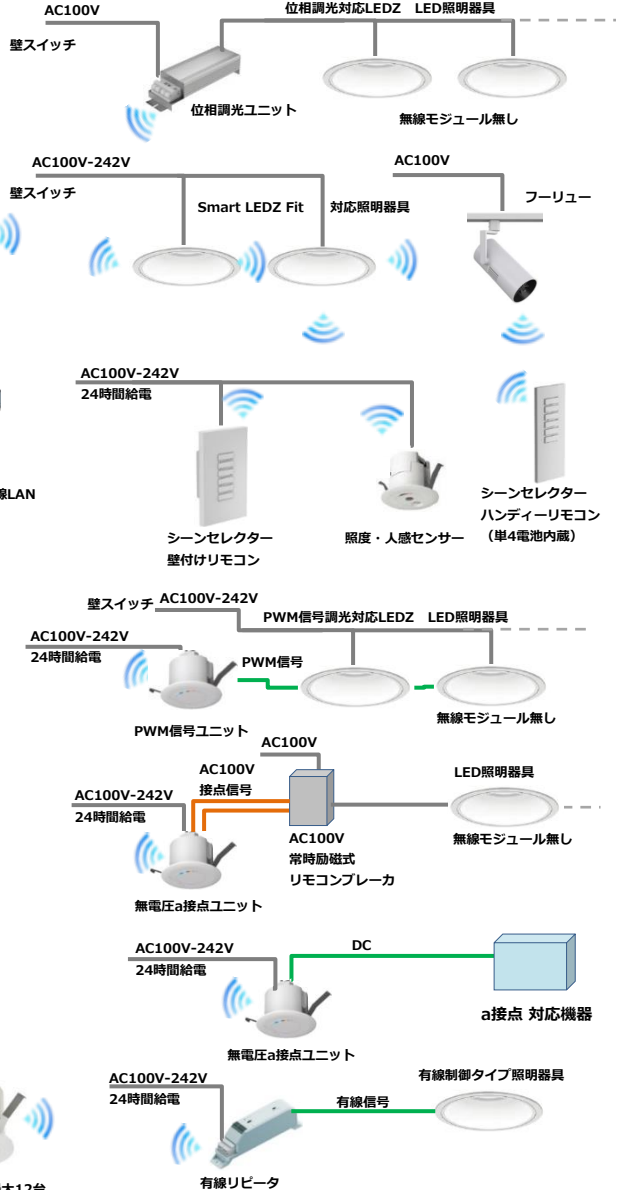 AC100V
位相調光対応LEDZ　LED照明器具
壁スイッチ
位相調光ユニット
無線モジュール無し
AC100V-242V
AC100V
壁スイッチ
Smart LEDZ Fit
対応照明器具
フーリュー
AC100V-242V
24時間給電
線LAN
シーンセレクター
壁付けリモコン
照度・人感センサー
シーンセレクター
ハンディーリモコン
（単4電池内蔵）
壁スイッチ
AC100V-242V
PWM信号調光対応LEDZ　LED照明器具
AC100V-242V
24時間給電
PWM信号
無線モジュール無し
PWM信号ユニット
AC100V
AC100V
接点信号
LED照明器具
AC100V-242V
24時間給電
AC100V
常時励磁式
リモコンブレーカ
無線モジュール無し
無電圧a接点ユニット
AC100V-242V
24時間給電
DC
a接点 対応機器
無電圧a接点ユニット
AC100V-242V
24時間給電
有線制御タイプ照明器具
有線信号
有線リピータ
大12台